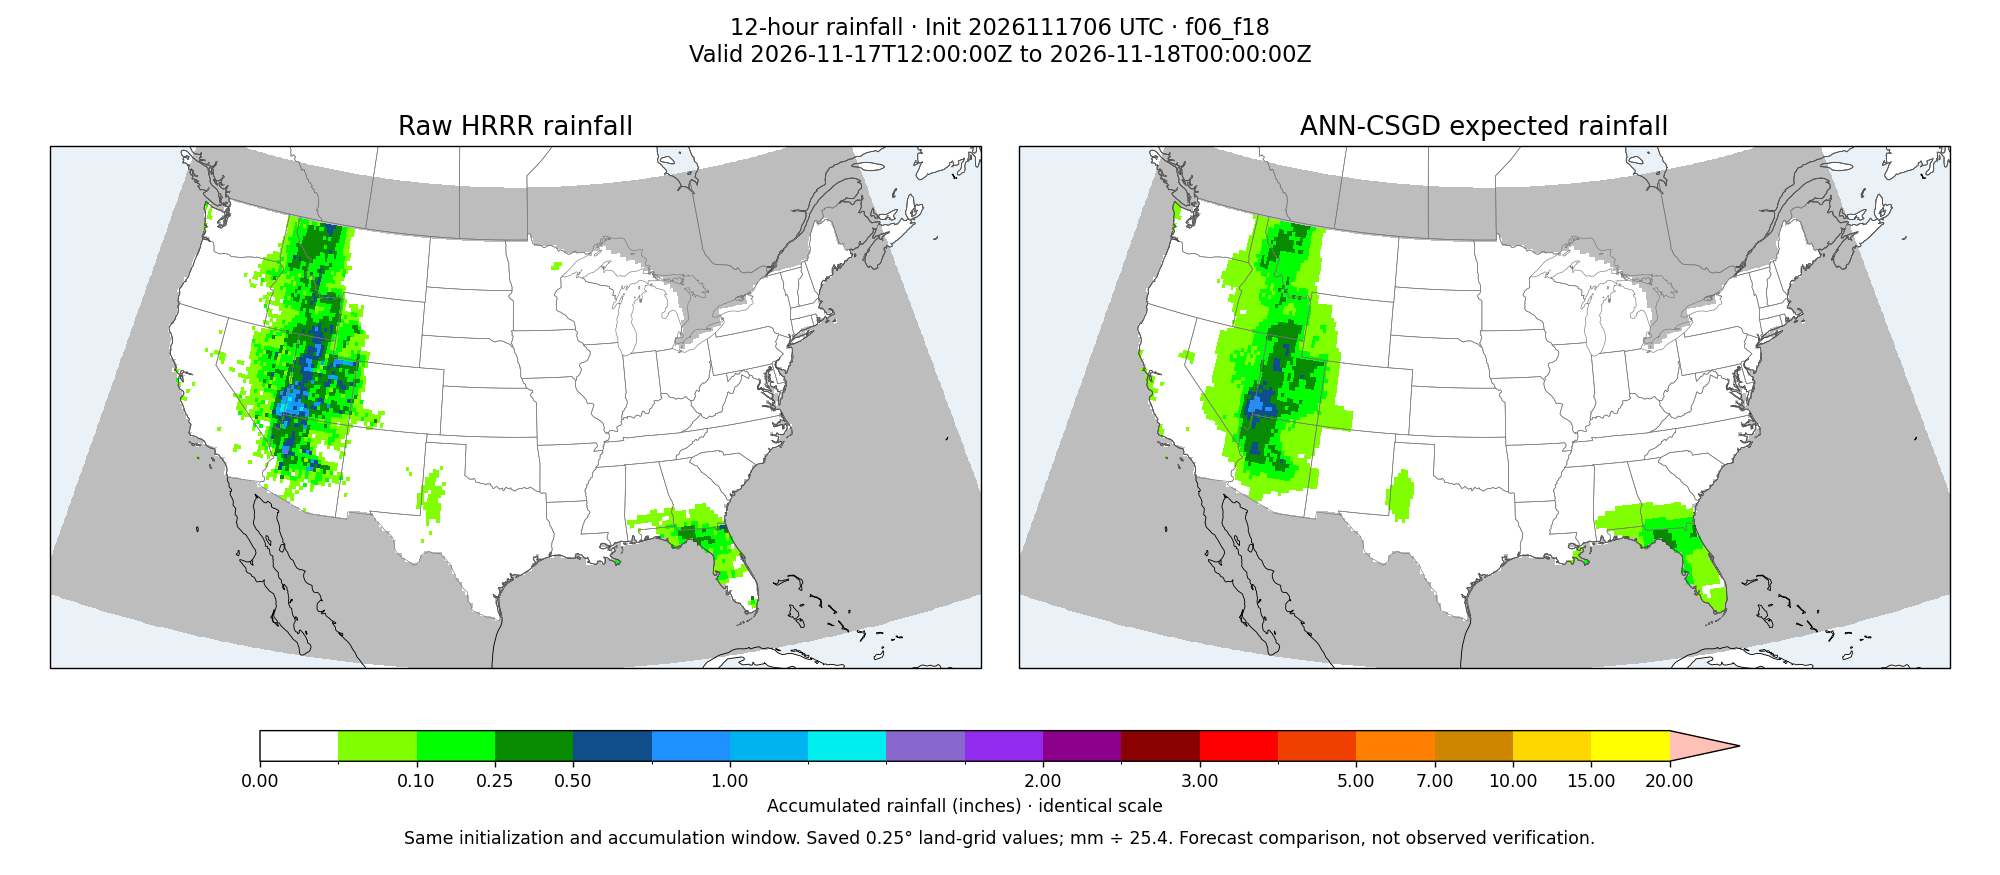 12-hour rainfall · Init 2026111706 UTC · f06_f18
Valid 2026-11-17T12:00:00Z to 2026-11-18T00:00:00Z
Raw HRRR rainfall
ANN-CSGD expected rainfall
0.00 0.10 0.25 0.50 1.00 2.00 3.00 5.00 7.00 10.00 15.00 20.00
Accumulated rainfall (inches) · identical scale
Same initialization and accumulation window. Saved 0.25° land-grid values; mm ÷ 25.4. Forecast comparison, not observed verification.